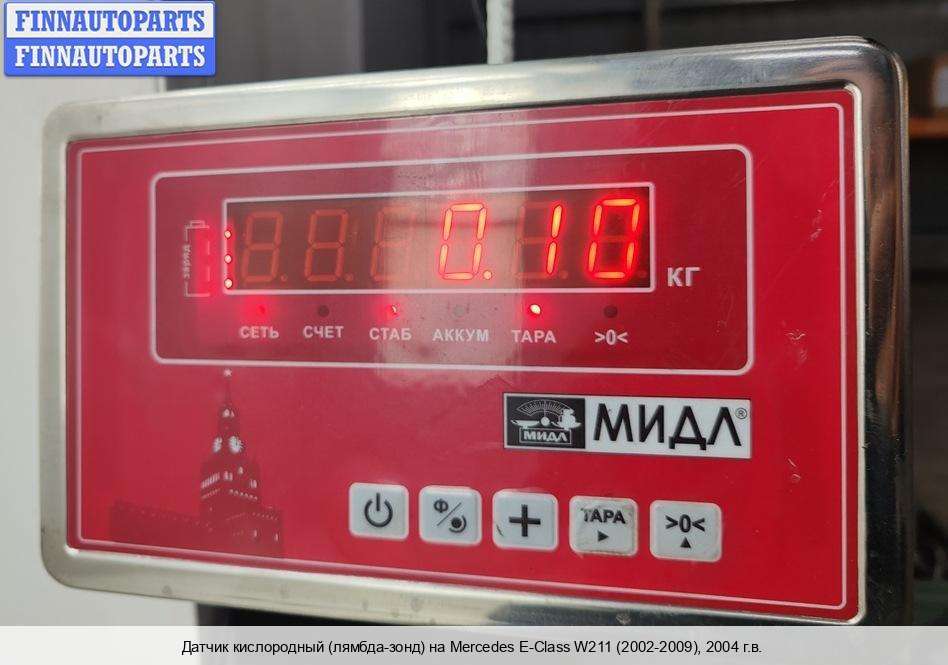 FINNAUTOPARTS
FINNAUTOPARTS
0.10
КГ
заряд
СЕТЬ СЧЕТ СТАБ АККУМ ТАРА >0<
МИДЛ МИДЛ®
Ф
ТАРА >0<
Датчик кислородный (лямбда-зонд) на Mercedes E-Class W211 (2002-2009), 2004 г.в.